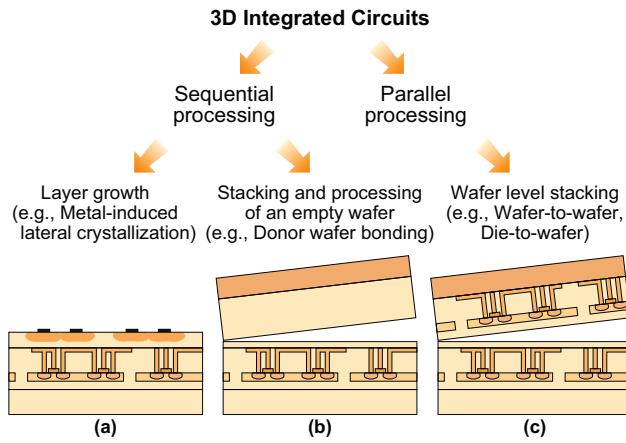 3D Integrated Circuits
Sequential
processing
Parallel
processing
Layer growth
(e.g., Metal-induced
lateral crystallization)
Stacking and processing
of an empty wafer
(e.g., Donor wafer bonding)
Wafer level stacking
(e.g., Wafer-to-wafer,
Die-to-wafer)
(a)
(b)
(c)